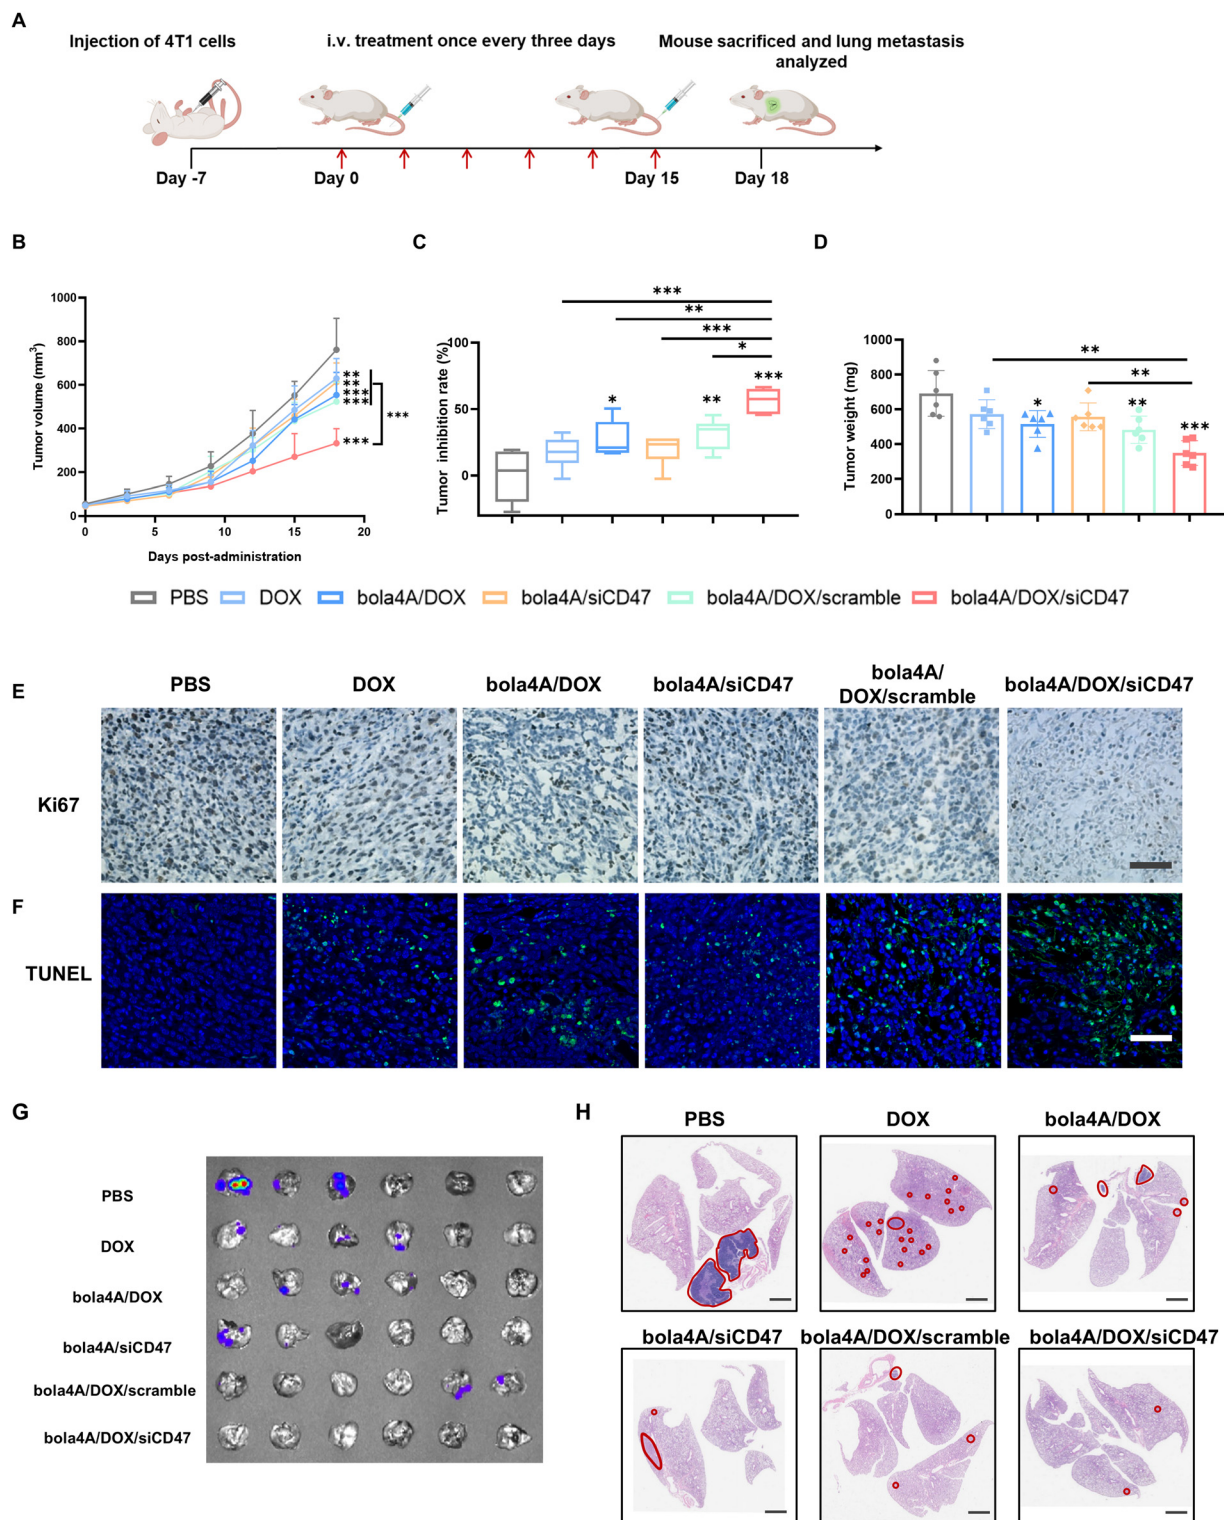 A
Injection of 4T1 cells
i.v. treatment once every three days
Mouse sacrificed and lung metastasis
analyzed
Day -7
Day 0
Day 15
Day 18
B
Tumor volume (mm³)
1000
800
600
400
200
0
0
5
10
15
20
Days post-administration
**
**
***
***
***
***
C
Tumor inhibition rate (%)
100
50
0
***
**
***
*
*
**
***
D
Tumor weight (mg)
1000
800
600
400
200
0
**
**
*
**
***
PBS
DOX
bola4A/DOX
bola4A/siCD47
bola4A/DOX/scramble
bola4A/DOX/siCD47
E
PBS
DOX
bola4A/DOX
bola4A/siCD47
bola4A/
DOX/scramble
bola4A/DOX/siCD47
Ki67
F
TUNEL
G
PBS
DOX
bola4A/DOX
bola4A/siCD47
bola4A/DOX/scramble
bola4A/DOX/siCD47
H
PBS
DOX
bola4A/DOX
bola4A/siCD47
bola4A/DOX/scramble
bola4A/DOX/siCD47